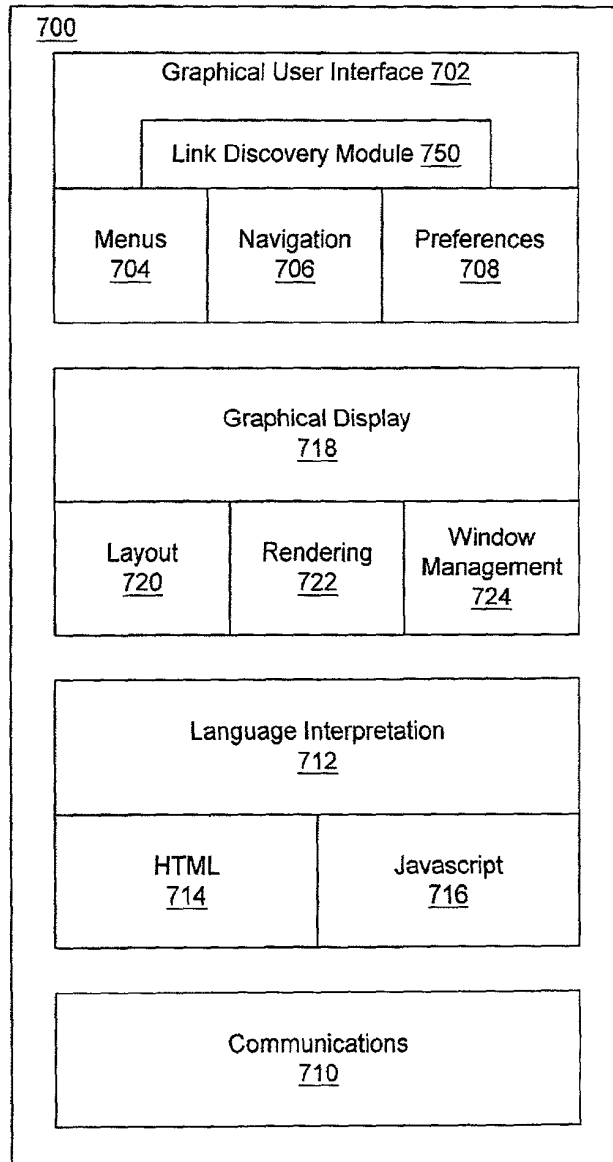 700
Graphical User Interface 702
Link Discovery Module 750
Menus
704
Navigation
706
Preferences
708
Graphical Display
718
Layout
720
Rendering
722
Window
Management
724
Language Interpretation
712
HTML
714
Javascript
716
Communications
710